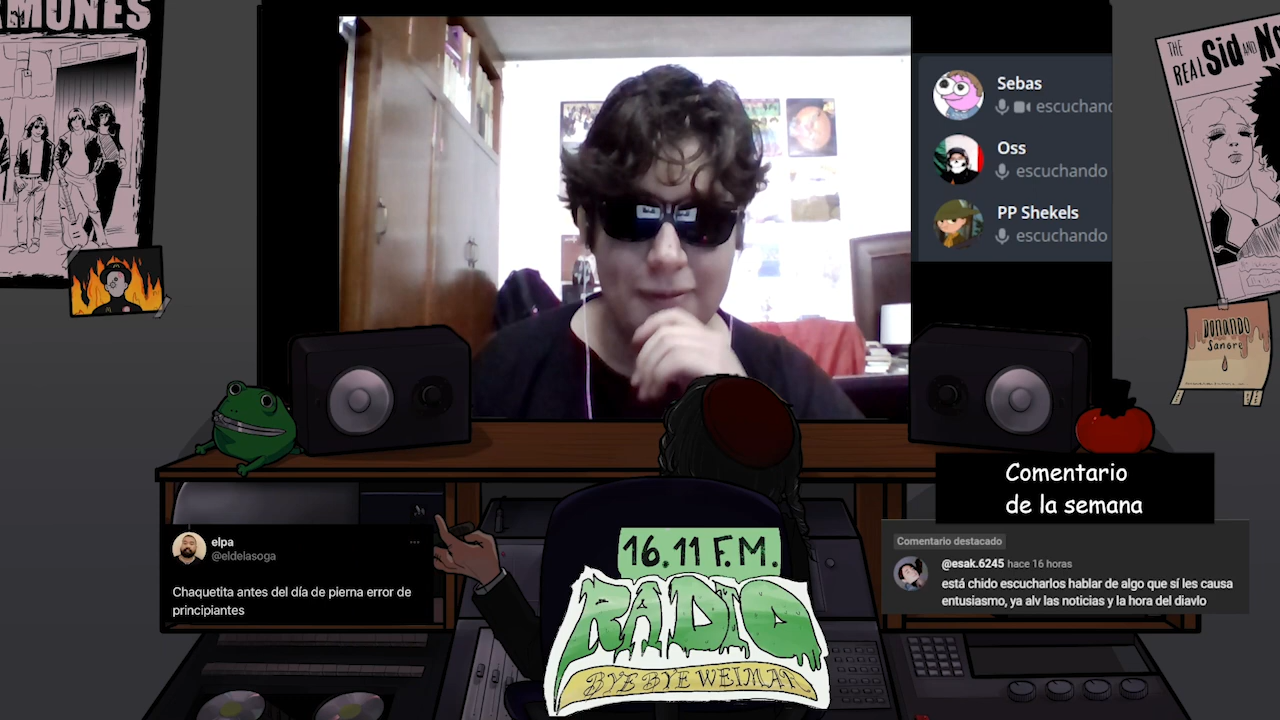 RAMONES
THE
REAL Sid AND No
Sebas
escuchand
Oss
escuchando
PP Shekels
escuchando
DONANDO
Sangre
Comentario
de la semana
elpa
@eldelasoga
Chaquetita antes del día de pierna error de
principiantes
Comentario destacado
@esak.6245 hace 16 horas
está chido escucharlos hablar de algo que sí les causa
entusiasmo, ya alv las noticias y la hora del diavlo
16.11 F.M.
RADIO
BYE BYE WEIMAR